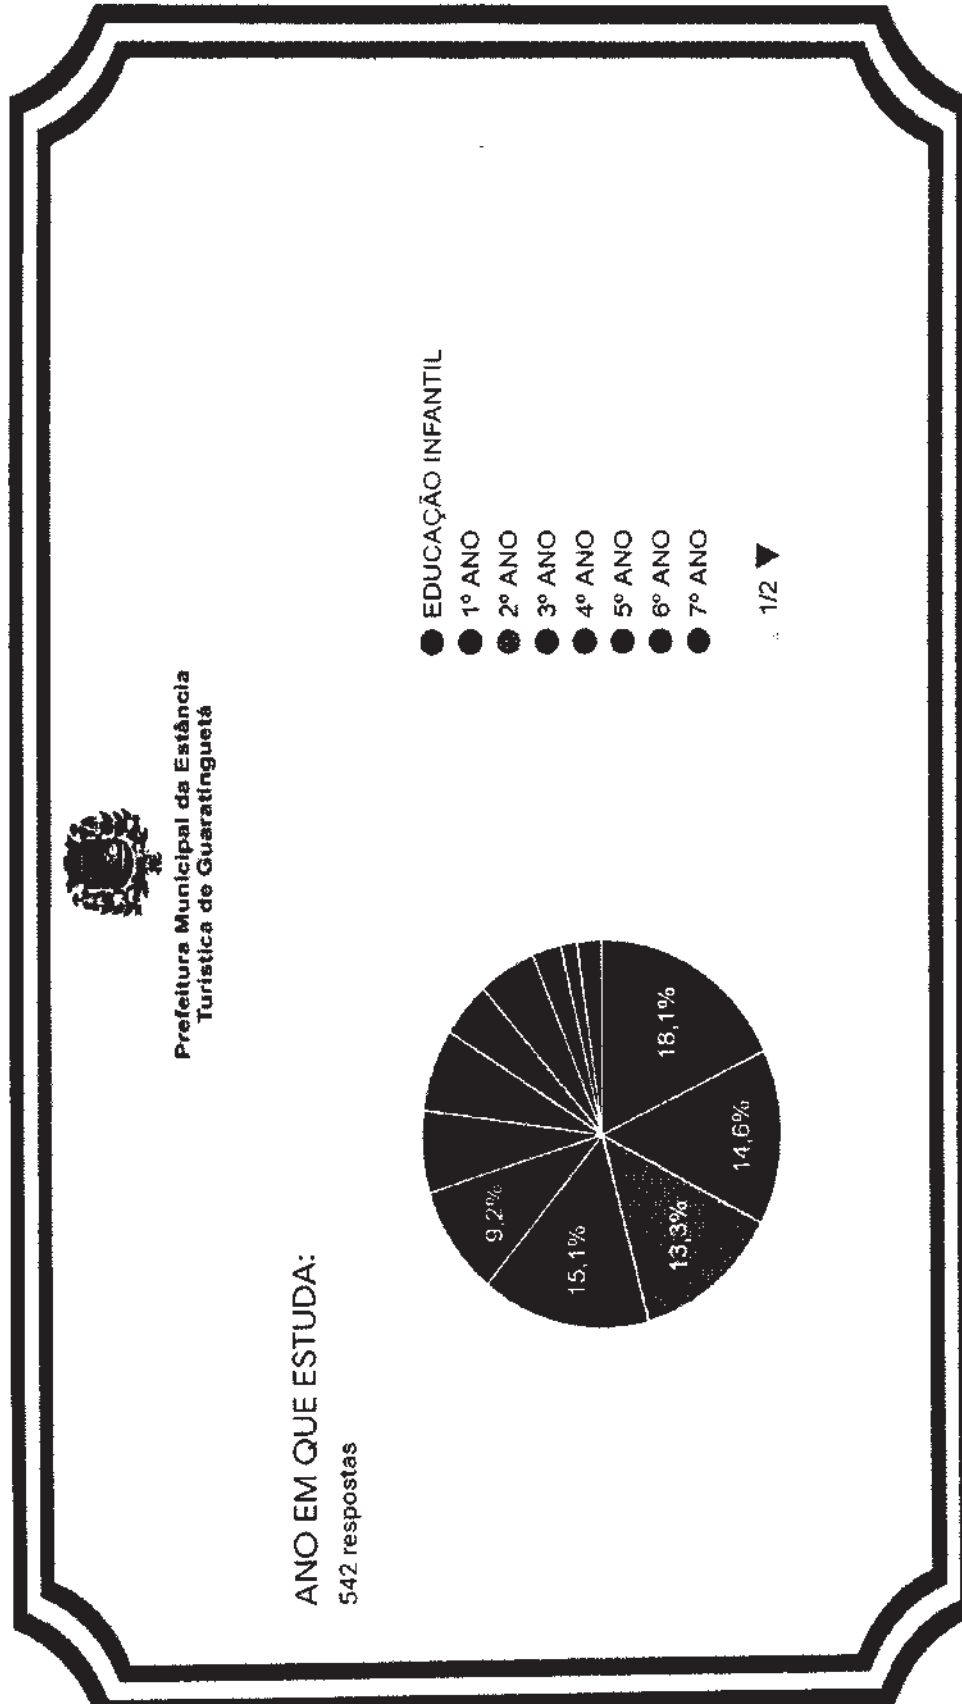 Prefeitura Municipal da Estância
Turística de Guaratinguetá
ANO EM QUE ESTUDA:
542 respostas
18,1%
14,6%
13,3%
15,1%
9,2%
EDUCAÇÃO INFANTIL
1º ANO
2º ANO
3º ANO
4º ANO
5º ANO
6º ANO
7º ANO
1/2